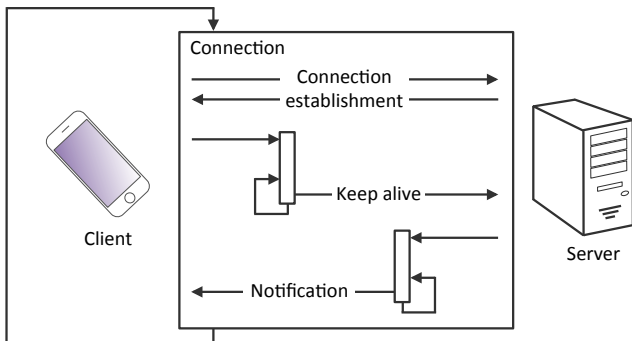 Connection
Connection
establishment
Keep alive
Client
Server
Notification